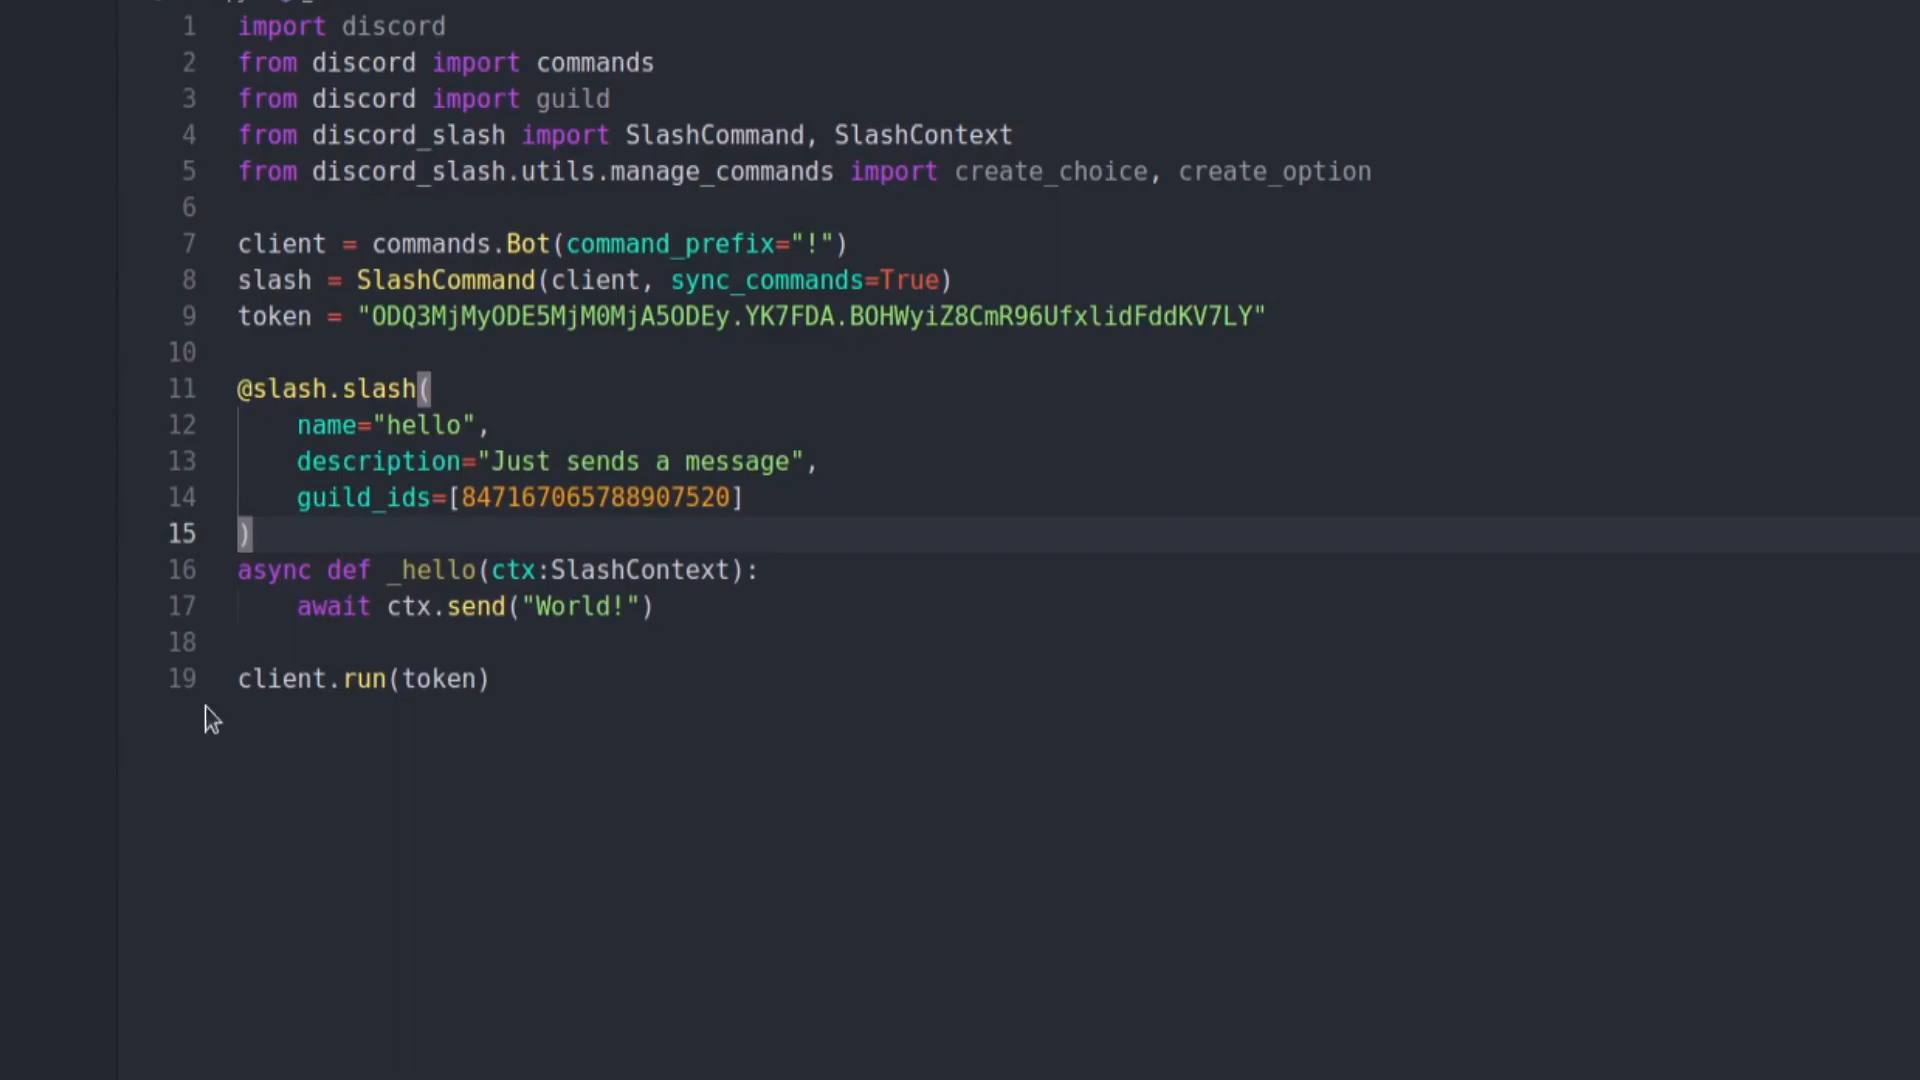 1 import discord
2 from discord import commands
3 from discord import guild
4 from discord_slash import SlashCommand, SlashContext
5 from discord_slash.utils.manage_commands import create_choice, create_option
6
7 client = commands.Bot(command_prefix="!")
8 slash = SlashCommand(client, sync_commands=True)
9 token = "ODQ3MjMyODE5MjM0MjA5ODEy.YK7FDA.BOHWyiZ8CmR96UfxlidFddKV7LY"
10
11 @slash.slash(
12     name="hello",
13     description="Just sends a message",
14     guild_ids=[847167065788907520]
15 )
16 async def _hello(ctx:SlashContext):
17     await ctx.send("World!")
18
19 client.run(token)